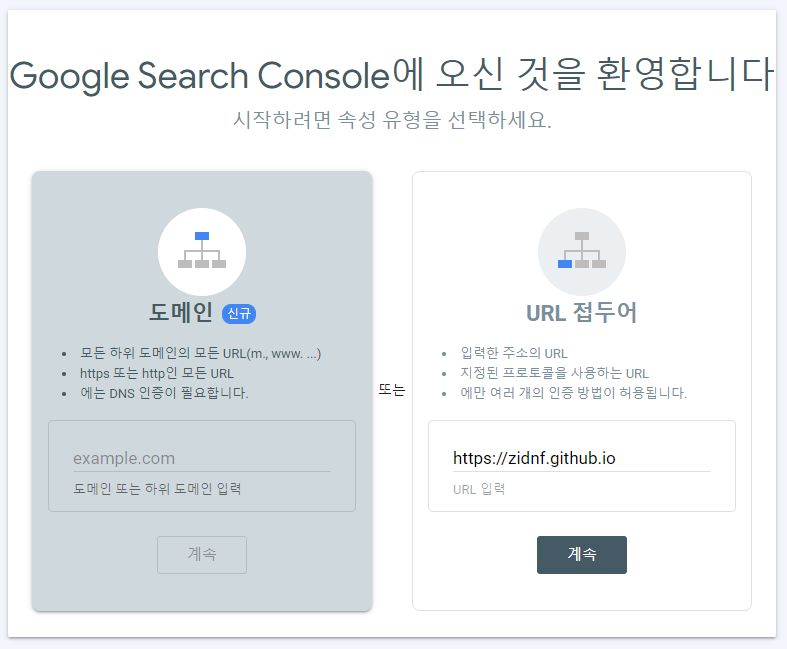 Google Search Console에 오신 것을 환영합니다
시작하려면 속성 유형을 선택하세요.
도메인 신규
모든 하위 도메인의 모든 URL(m., www. ...)
https 또는 http인 모든 URL
에는 DNS 인증이 필요합니다.
example.com
도메인 또는 하위 도메인 입력
계속
또는
URL 접두어
입력한 주소의 URL
지정된 프로토콜을 사용하는 URL
에만 여러 개의 인증 방법이 허용됩니다.
https://zidnf.github.io
URL 입력
계속